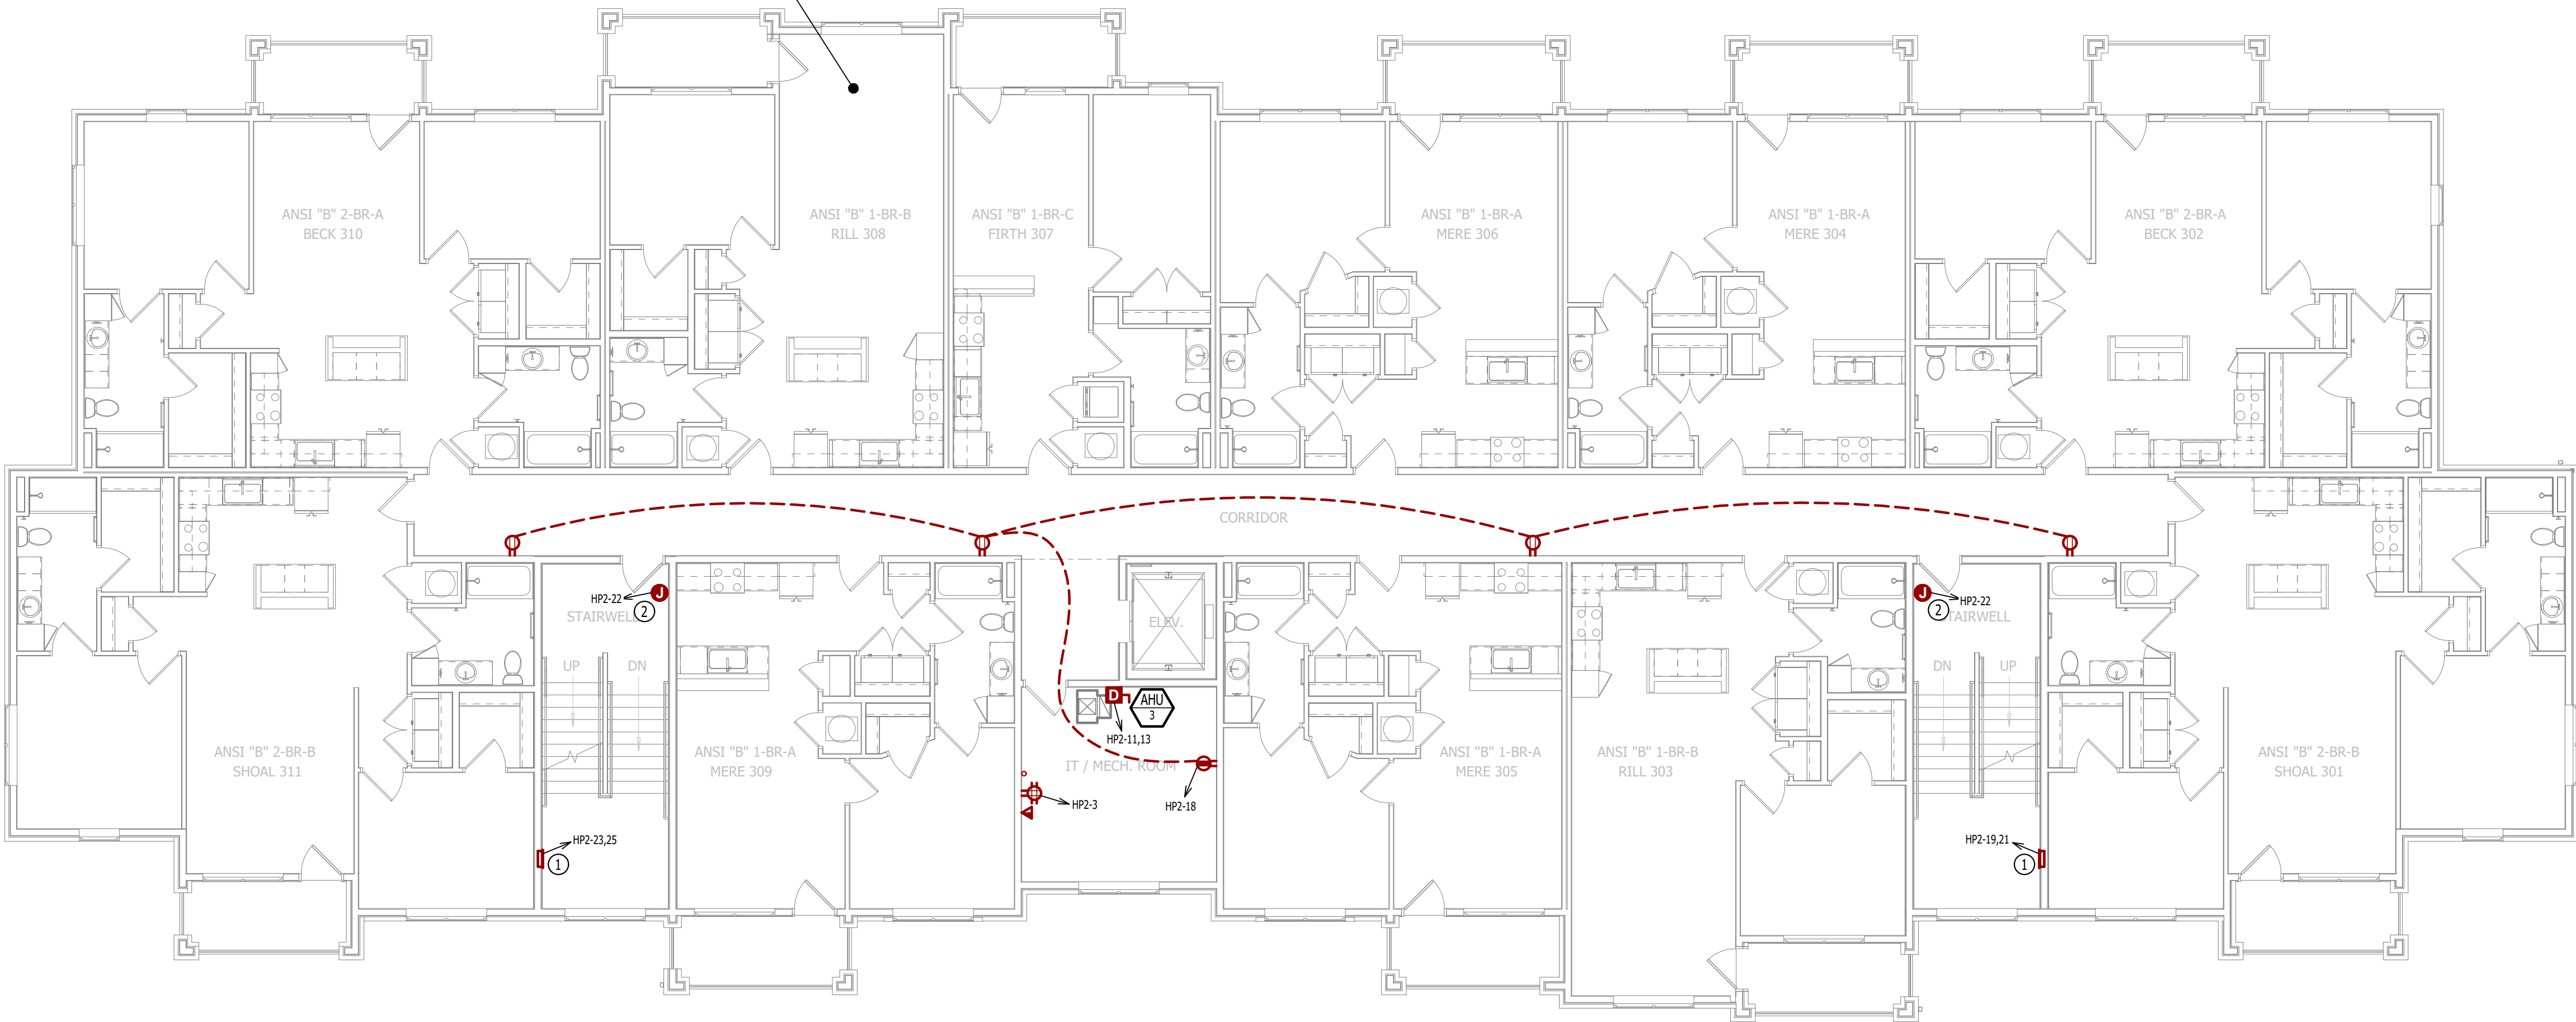 ANSI "B" 2-BR-A
BECK 310
ANSI "B" 1-BR-B
RILL 308
ANSI "B" 1-BR-C
FIRTH 307
ANSI "B" 1-BR-A
MERE 306
ANSI "B" 1-BR-A
MERE 304
ANSI "B" 2-BR-A
BECK 302
CORRIDOR
HP2-22
J
2
STAIRWELL
ELEV.
J
HP2-22
2
STAIRWELL
UP
DN
DN
UP
D
AHU
3
HP2-11,13
ANSI "B" 2-BR-B
SHOAL 311
ANSI "B" 1-BR-A
MERE 309
IT / MECH. ROOM
ANSI "B" 1-BR-A
MERE 305
ANSI "B" 1-BR-B
RILL 303
ANSI "B" 2-BR-B
SHOAL 301
HP2-3
HP2-18
HP2-23,25
1
HP2-19,21
1